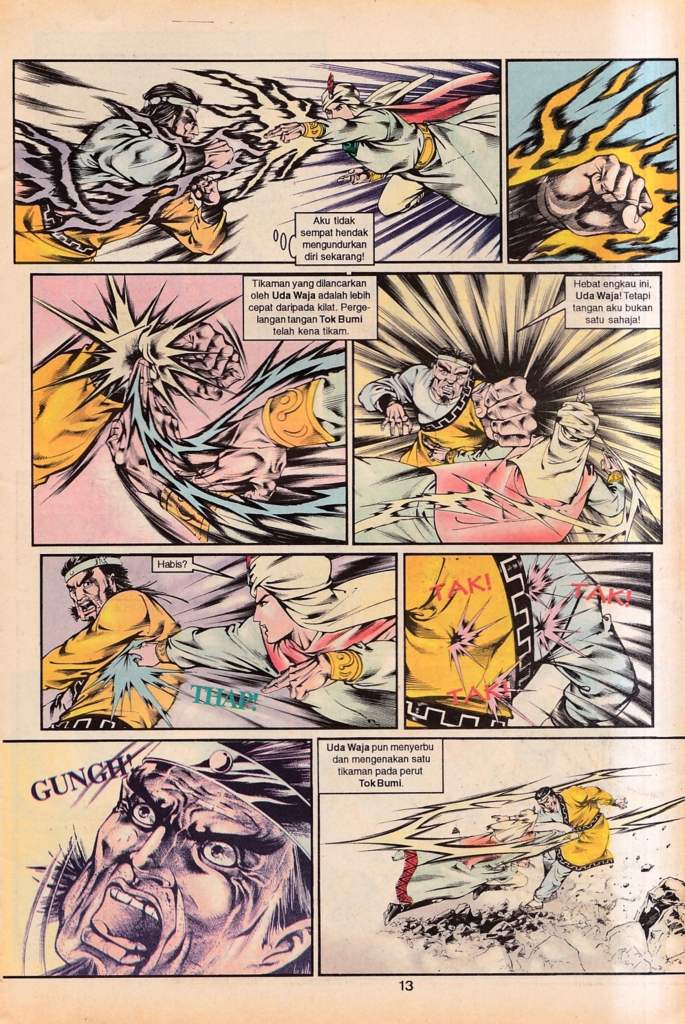 Aku tidak
sempat hendak
mengundurkan
diri sekarang!
Tikaman yang dilancarkan
oleh Uda Waja adalah lebih
cepat daripada kilat. Perge-
langan tangan Tok Bumi
telah kena tikam.
Hebat engkau ini,
Uda Waja! Tetapi
tangan aku bukan
satu sahaja!
Habis?
THAP!
TAK!
TAK!
TAK!
GUNGH!
Uda Waja pun menyerbu
dan mengenakan satu
tikaman pada perut
Tok Bumi.
13